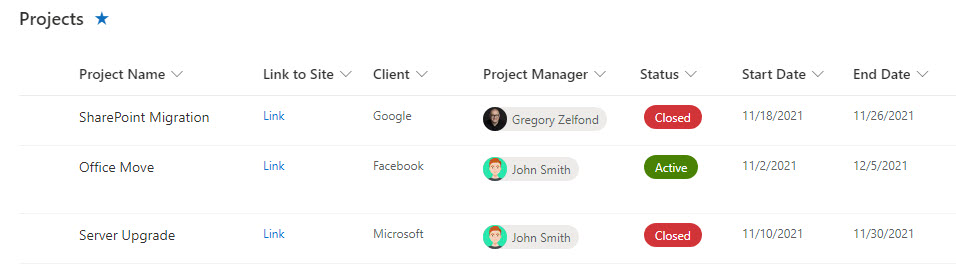 Projects
Project Name Link to Site Client Project Manager Status Start Date End Date
SharePoint Migration Link Google Gregory Zelfond Closed 11/18/2021 11/26/2021
Office Move Link Facebook John Smith Active 11/2/2021 12/5/2021
Server Upgrade Link Microsoft John Smith Closed 11/10/2021 11/30/2021